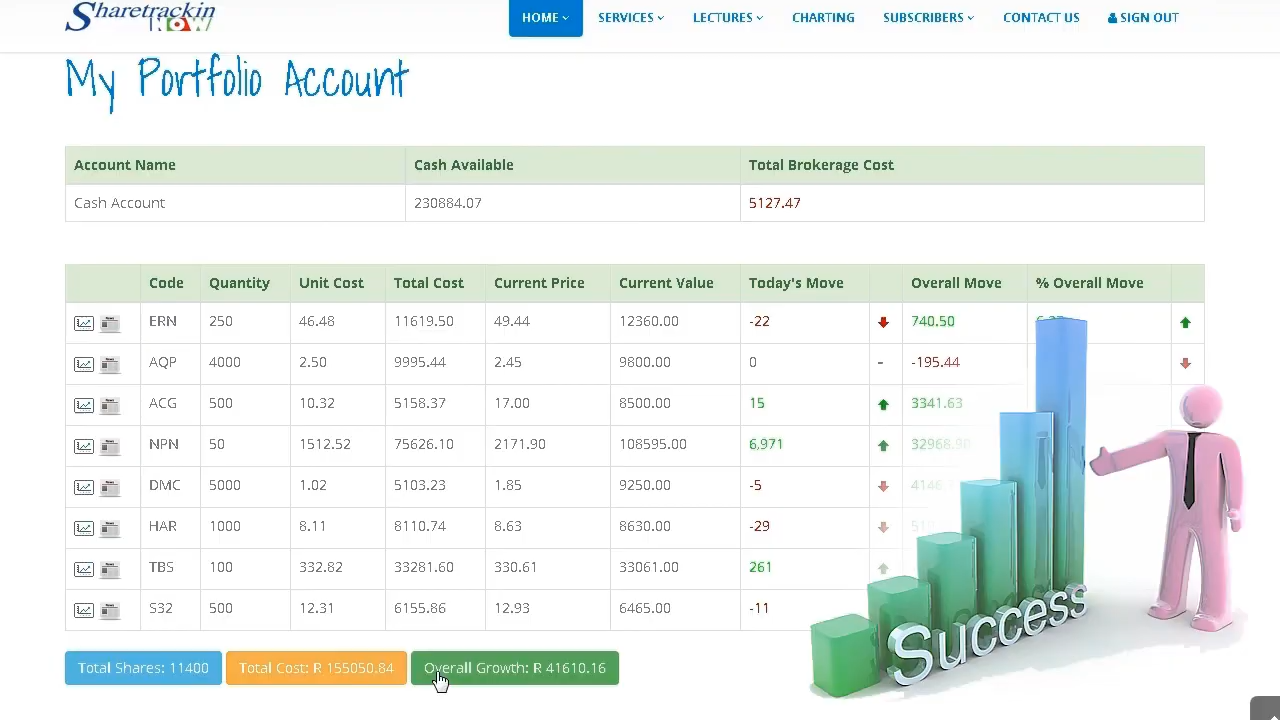 Sharetrackin
NOW
HOME SERVICES LECTURES CHARTING SUBSCRIBERS CONTACT US SIGN OUT
My Portfolio Account
Account Name Cash Available Total Brokerage Cost
Cash Account 230884.07 5127.47
Code Quantity Unit Cost Total Cost Current Price Current Value Today's Move Overall Move % Overall Move
ERN 250 46.48 11619.50 49.44 12360.00 -22 740.50
AQP 4000 2.50 9995.44 2.45 9800.00 0 -195.44
ACG 500 10.32 5158.37 17.00 8500.00 15 3341.63
NPN 50 1512.52 75626.10 2171.90 108595.00 6,971 32968.90
DMC 5000 1.02 5103.23 1.85 9250.00 -5
HAR 1000 8.11 8110.74 8.63 8630.00 -29
TBS 100 332.82 33281.60 330.61 33061.00 261
S32 500 12.31 6155.86 12.93 6465.00 -11
Total Shares: 11400 Total Cost: R 155050.84 Overall Growth: R 41610.16
Success